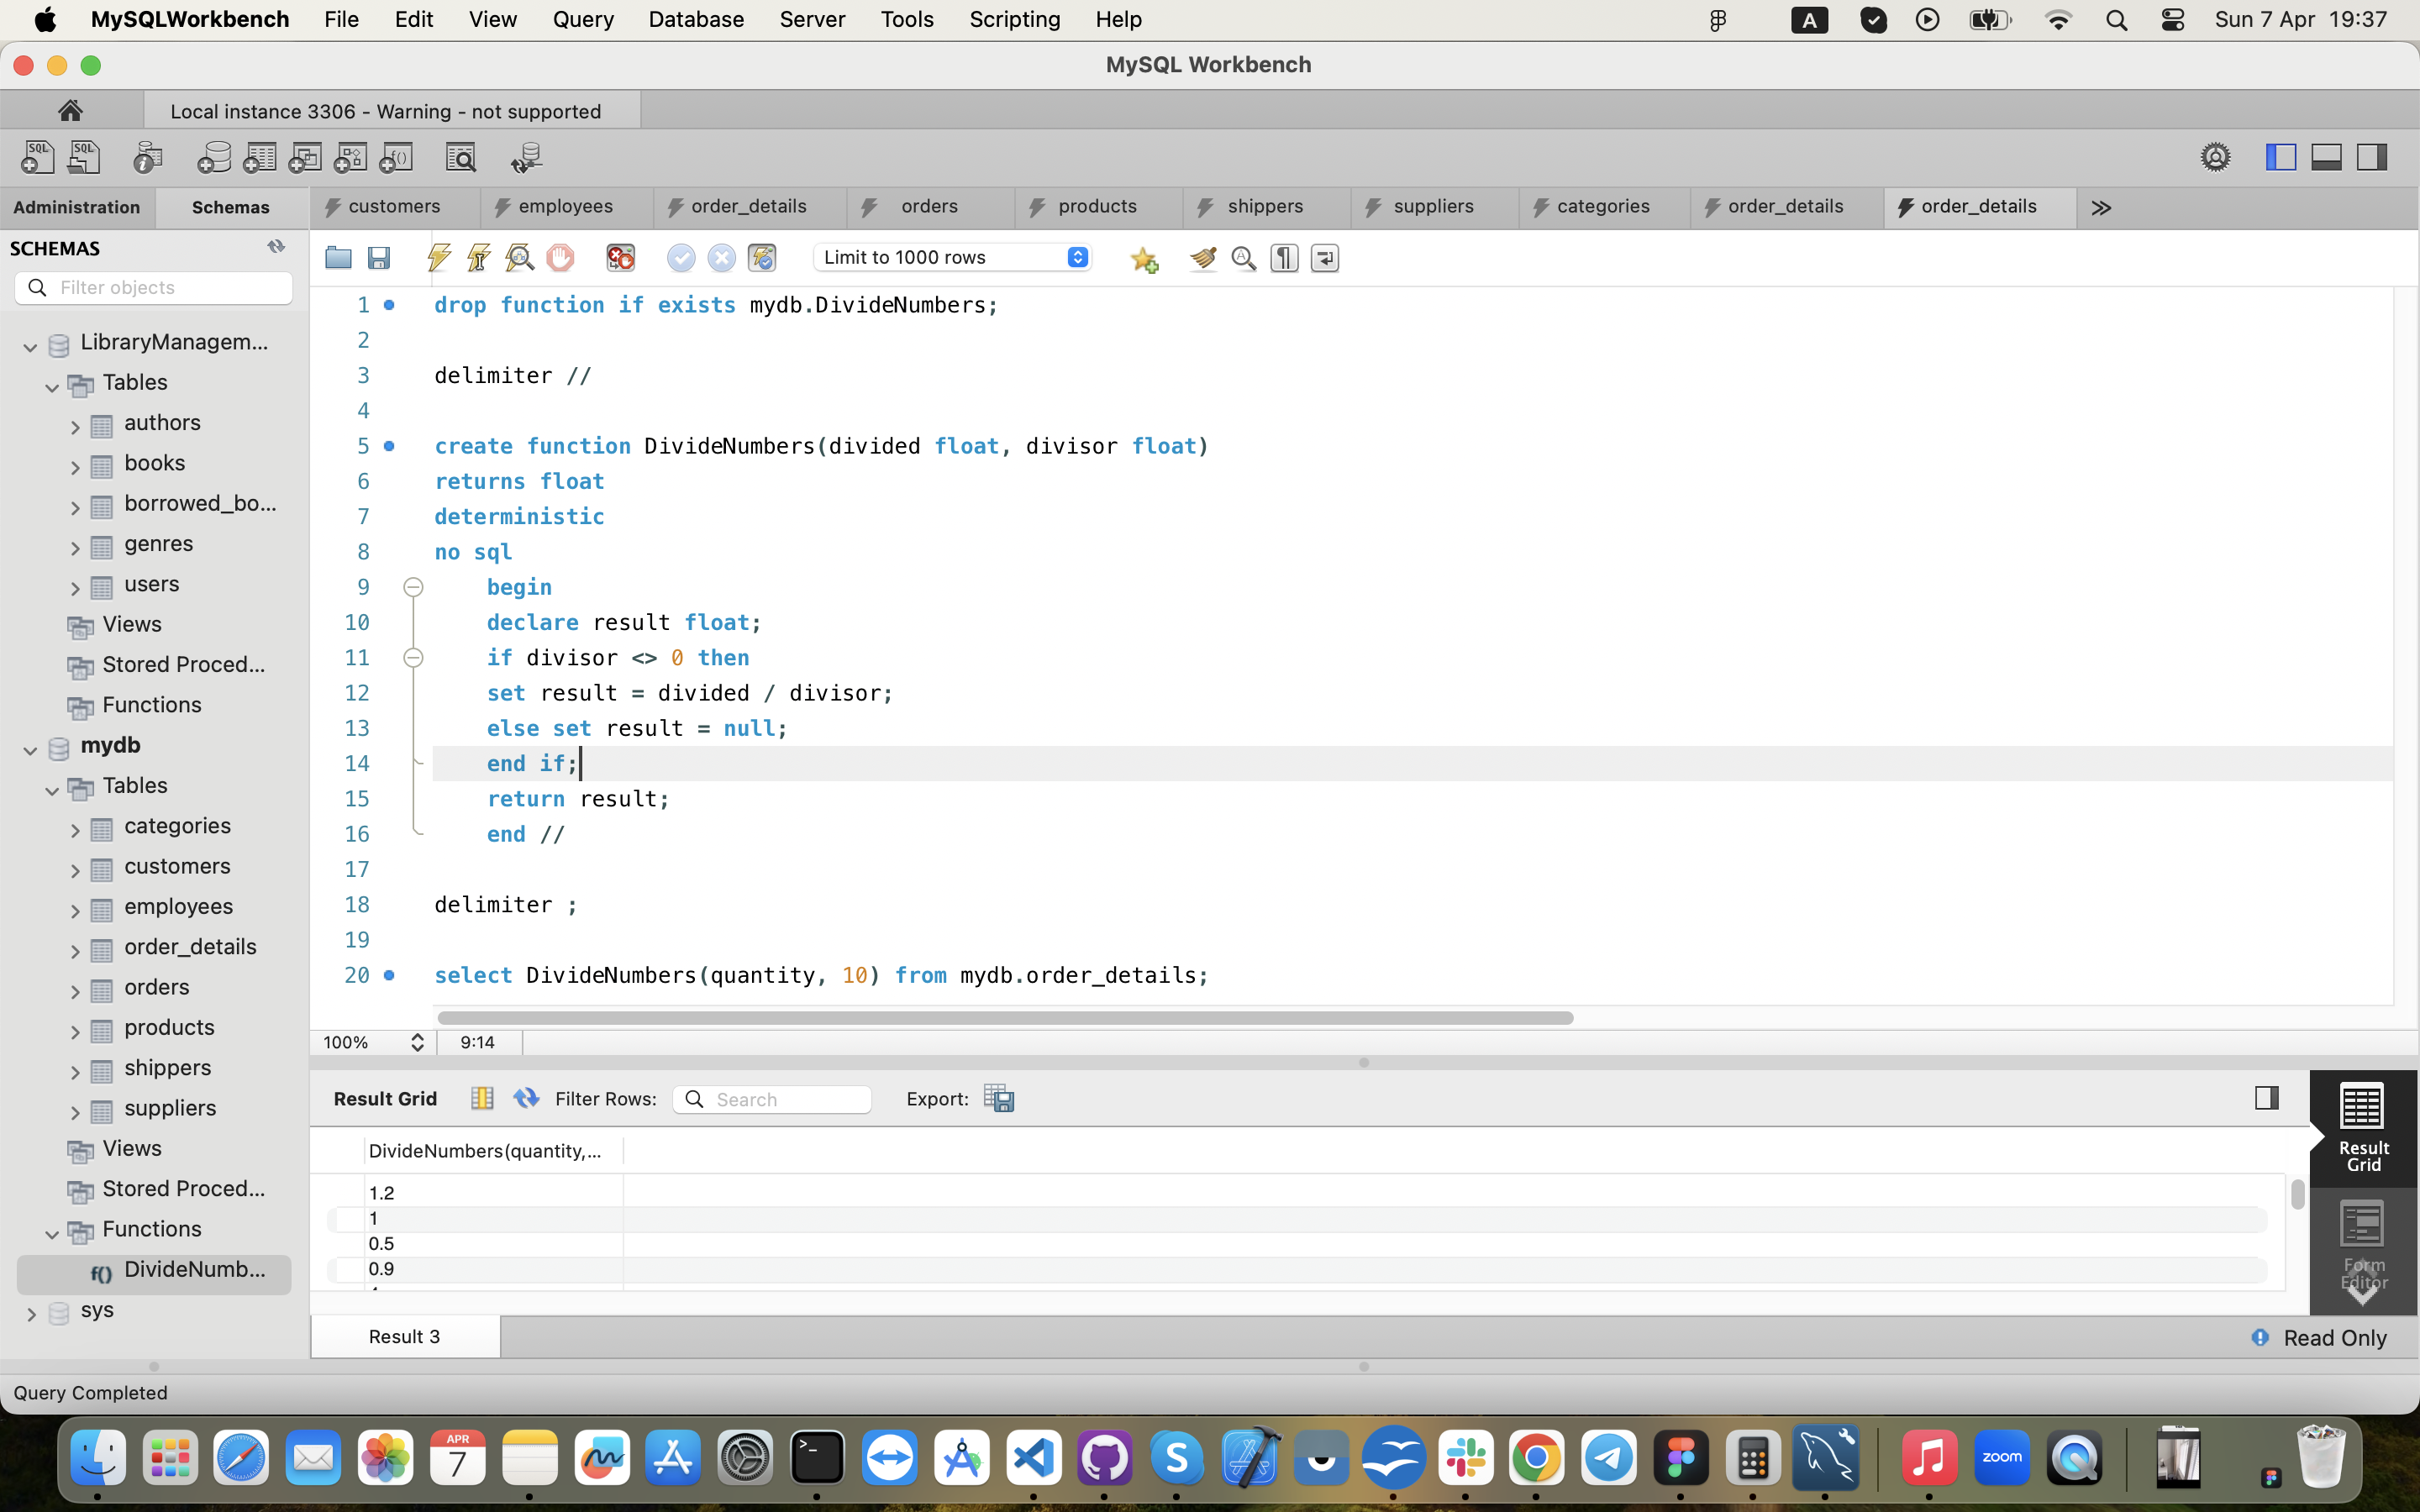 MySQLWorkbench File Edit View Query Database Server Tools Scripting Help A Sun 7 Apr 19:37
MySQL Workbench
Local instance 3306 - Warning - not supported
SQL SQL
Administration Schemas customers employees order_details orders products shippers suppliers categories order_details order_details
SCHEMAS
Limit to 1000 rows
Filter objects
LibraryManagem...
Tables
authors
books
borrowed_bo...
genres
users
Views
Stored Proced...
Functions
mydb
Tables
categories
customers
employees
order_details
orders
products
shippers
suppliers
Views
Stored Proced...
Functions
f() DivideNumb...
sys
1 drop function if exists mydb.DivideNumbers;
2
3 delimiter //
4
5 create function DivideNumbers(divided float, divisor float)
6 returns float
7 deterministic
8 no sql
9 begin
10 declare result float;
11 if divisor <> 0 then
12 set result = divided / divisor;
13 else set result = null;
14 end if;
15 return result;
16 end //
17
18 delimiter ;
19
20 select DivideNumbers(quantity, 10) from mydb.order_details;
100% 9:14
Result Grid Filter Rows: Search Export:
DivideNumbers(quantity,...
1.2
1
0.5
0.9
Result
Grid
Form
Editor
Result 3
Read Only
Query Completed
APR
7
zoom